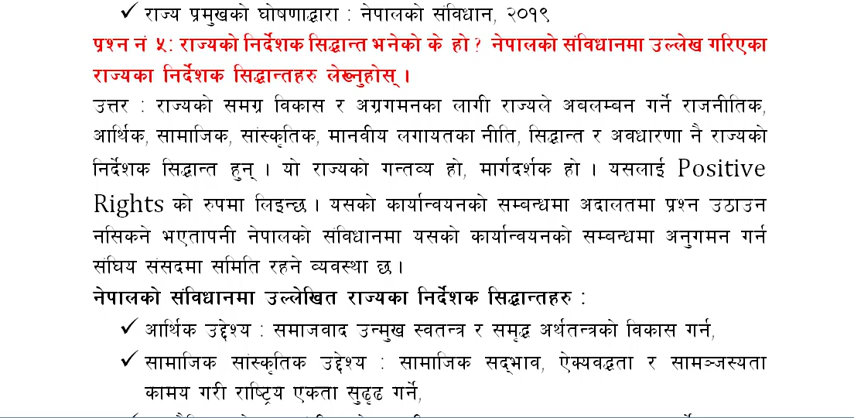 ✓ राज्य प्रमुखको घोषणाद्वारा : नेपालको संविधान, २०१९
प्रश्न नं ५: राज्यको निर्देशक सिद्धान्त भनेको के हो ? नेपालको संविधानमा उल्लेख गरिएका
राज्यका निर्देशक सिद्धान्तहरु लेख्नुहोस् ।
उत्तर : राज्यको समग्र विकास र अग्रगमनका लागी राज्यले अवलम्बन गर्ने राजनीतिक,
आर्थिक, सामाजिक, सांस्कृतिक, मानवीय लगायतका नीति, सिद्धान्त र अवधारणा नै राज्यको
निर्देशक सिद्धान्त हुन् । यो राज्यको गन्तव्य हो, मार्गदर्शक हो । यसलाई Positive
Rights को रुपमा लिइन्छ । यसको कार्यान्वयनको सम्बन्धमा अदालतमा प्रश्न उठाउन
नसिकने भएतापनी नेपालको संविधानमा यसको कार्यान्वयनको सम्बन्धमा अनुगमन गर्न
संघिय संसदमा समिति रहने व्यवस्था छ ।
नेपालको संविधानमा उल्लेखित राज्यका निर्देशक सिद्धान्तहरु :
✓ आर्थिक उद्देश्य : समाजवाद उन्मुख स्वतन्त्र र समृद्ध अर्थतन्त्रको विकास गर्न,
✓ सामाजिक सांस्कृतिक उद्देश्य : सामाजिक सद्भाव, ऐक्यवद्धता र सामञ्जस्यता
कामय गरी राष्ट्रिय एकता सुदृढ गर्ने,